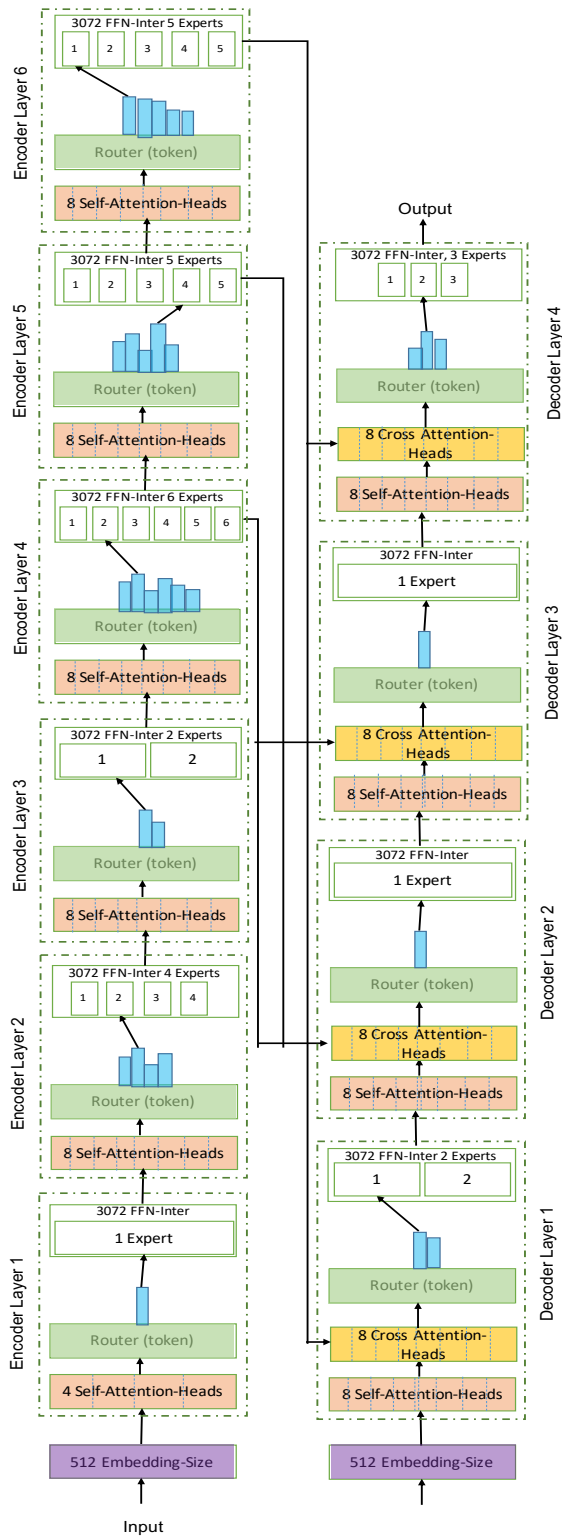 3072 FFN-Inter 5 Experts
1 2 3 4 5
Router (token)
8 Self-Attention-Heads
Encoder Layer 6
3072 FFN-Inter 5 Experts
1 2 3 4 5
Router (token)
8 Self-Attention-Heads
Encoder Layer 5
3072 FFN-Inter 6 Experts
1 2 3 4 5 6
Router (token)
8 Self-Attention-Heads
Encoder Layer 4
3072 FFN-Inter 2 Experts
1 2
Router (token)
8 Self-Attention-Heads
Encoder Layer 3
3072 FFN-Inter 4 Experts
1 2 3 4
Router (token)
8 Self-Attention-Heads
Encoder Layer 2
3072 FFN-Inter
1 Expert
Router (token)
4 Self-Attention-Heads
Encoder Layer 1
512 Embedding-Size
Input
Output
3072 FFN-Inter, 3 Experts
1 2 3
Router (token)
8 Cross Attention-
Heads
8 Self-Attention-Heads
Decoder Layer 4
3072 FFN-Inter
1 Expert
Router (token)
8 Cross Attention-
Heads
8 Self-Attention-Heads
Decoder Layer 3
3072 FFN-Inter
1 Expert
Router (token)
8 Cross Attention-
Heads
8 Self-Attention-Heads
Decoder Layer 2
3072 FFN-Inter 2 Experts
1 2
Router (token)
8 Cross Attention-
Heads
8 Self-Attention-Heads
Decoder Layer 1
512 Embedding-Size